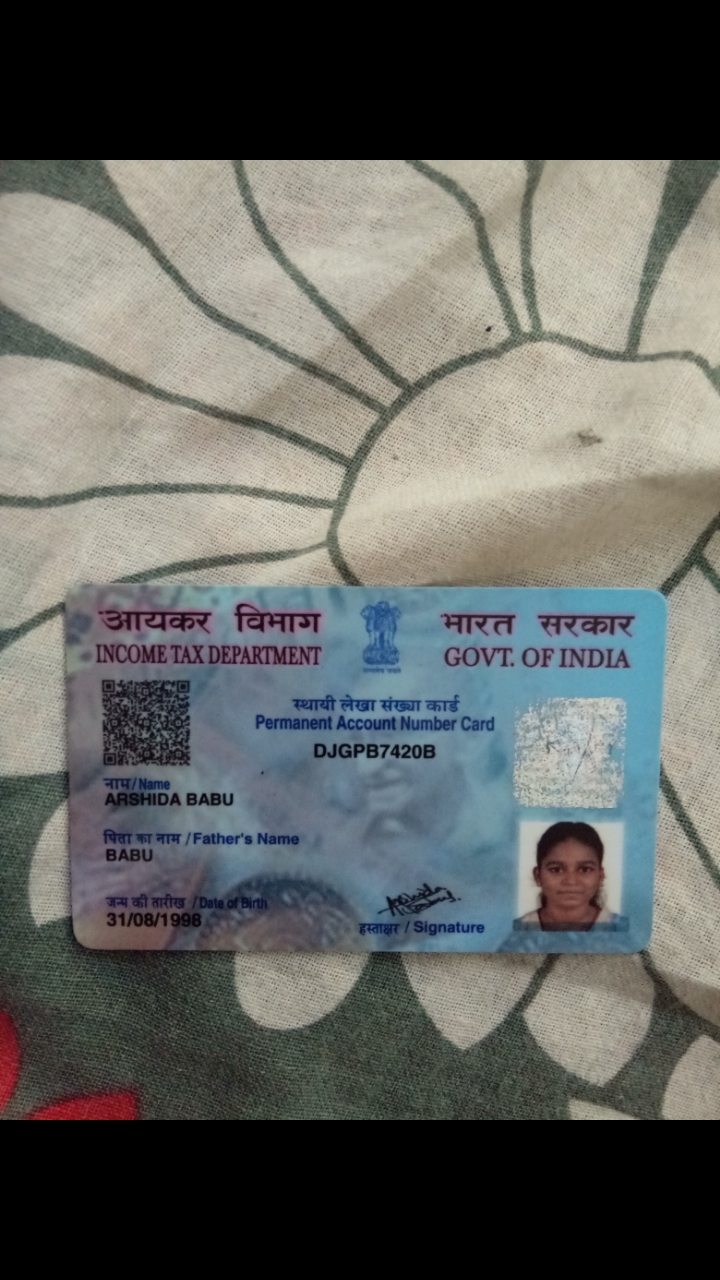 आयकर विभाग
INCOME TAX DEPARTMENT
भारत सरकार
GOVT. OF INDIA
स्थायी लेखा संख्या कार्ड
Permanent Account Number Card
DJGPB7420B
नाम / Name
ARSHIDA BABU
पिता का नाम / Father's Name
BABU
जन्म की तारीख / Date of Birth
31/08/1998
हस्ताक्षर / Signature